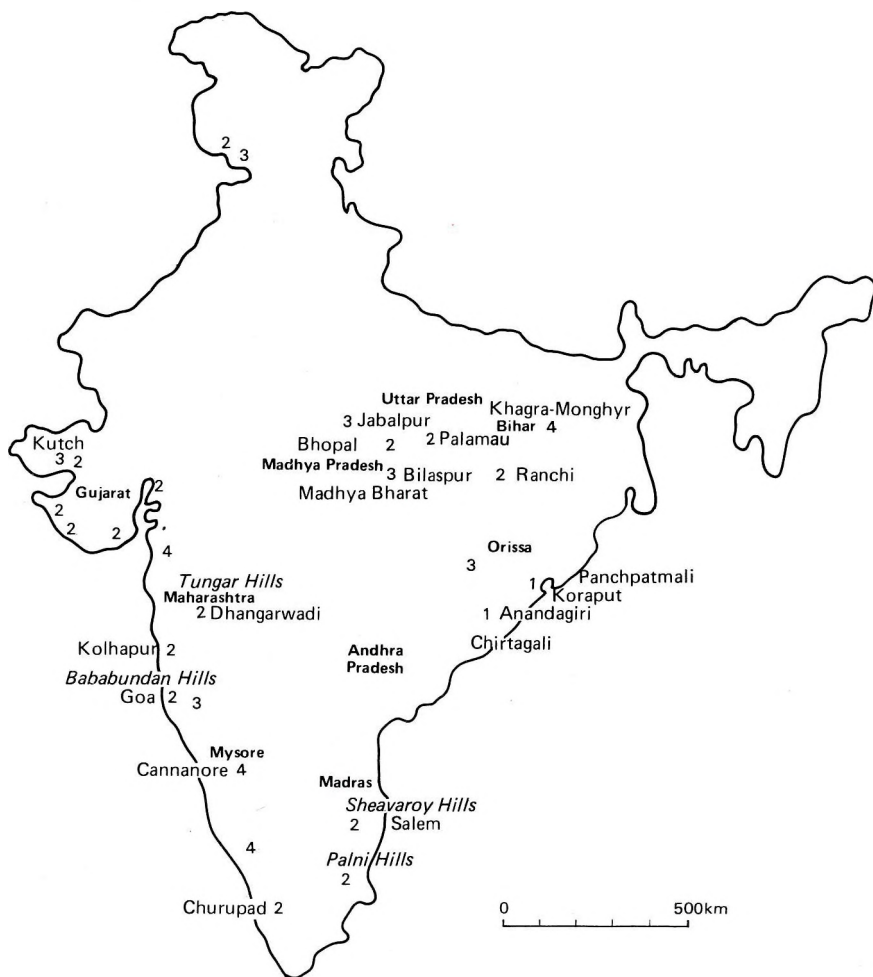 2
3
Uttar Pradesh
Khagra-Monghyr
3 Jabalpur
Bihar 4
Kutch
Bhopal 2
2 Palamau
3 2
Madhya Pradesh
3 Bilaspur
2 Ranchi
Gujarat
2
Madhya Bharat
2
2
2
4
Orissa
3
Tungar Hills
1
Panchpatmali
Maharashtra
Koraput
2 Dhangarwadi
1 Anandagiri
Kolhapur 2
Andhra
Pradesh
Chirtagali
Bababundan Hills
Goa 2 3
Mysore
Cannanore 4
Madras
Sheavaroy Hills
2 Salem
4
Palni Hills
2
Churupad 2
0 500km